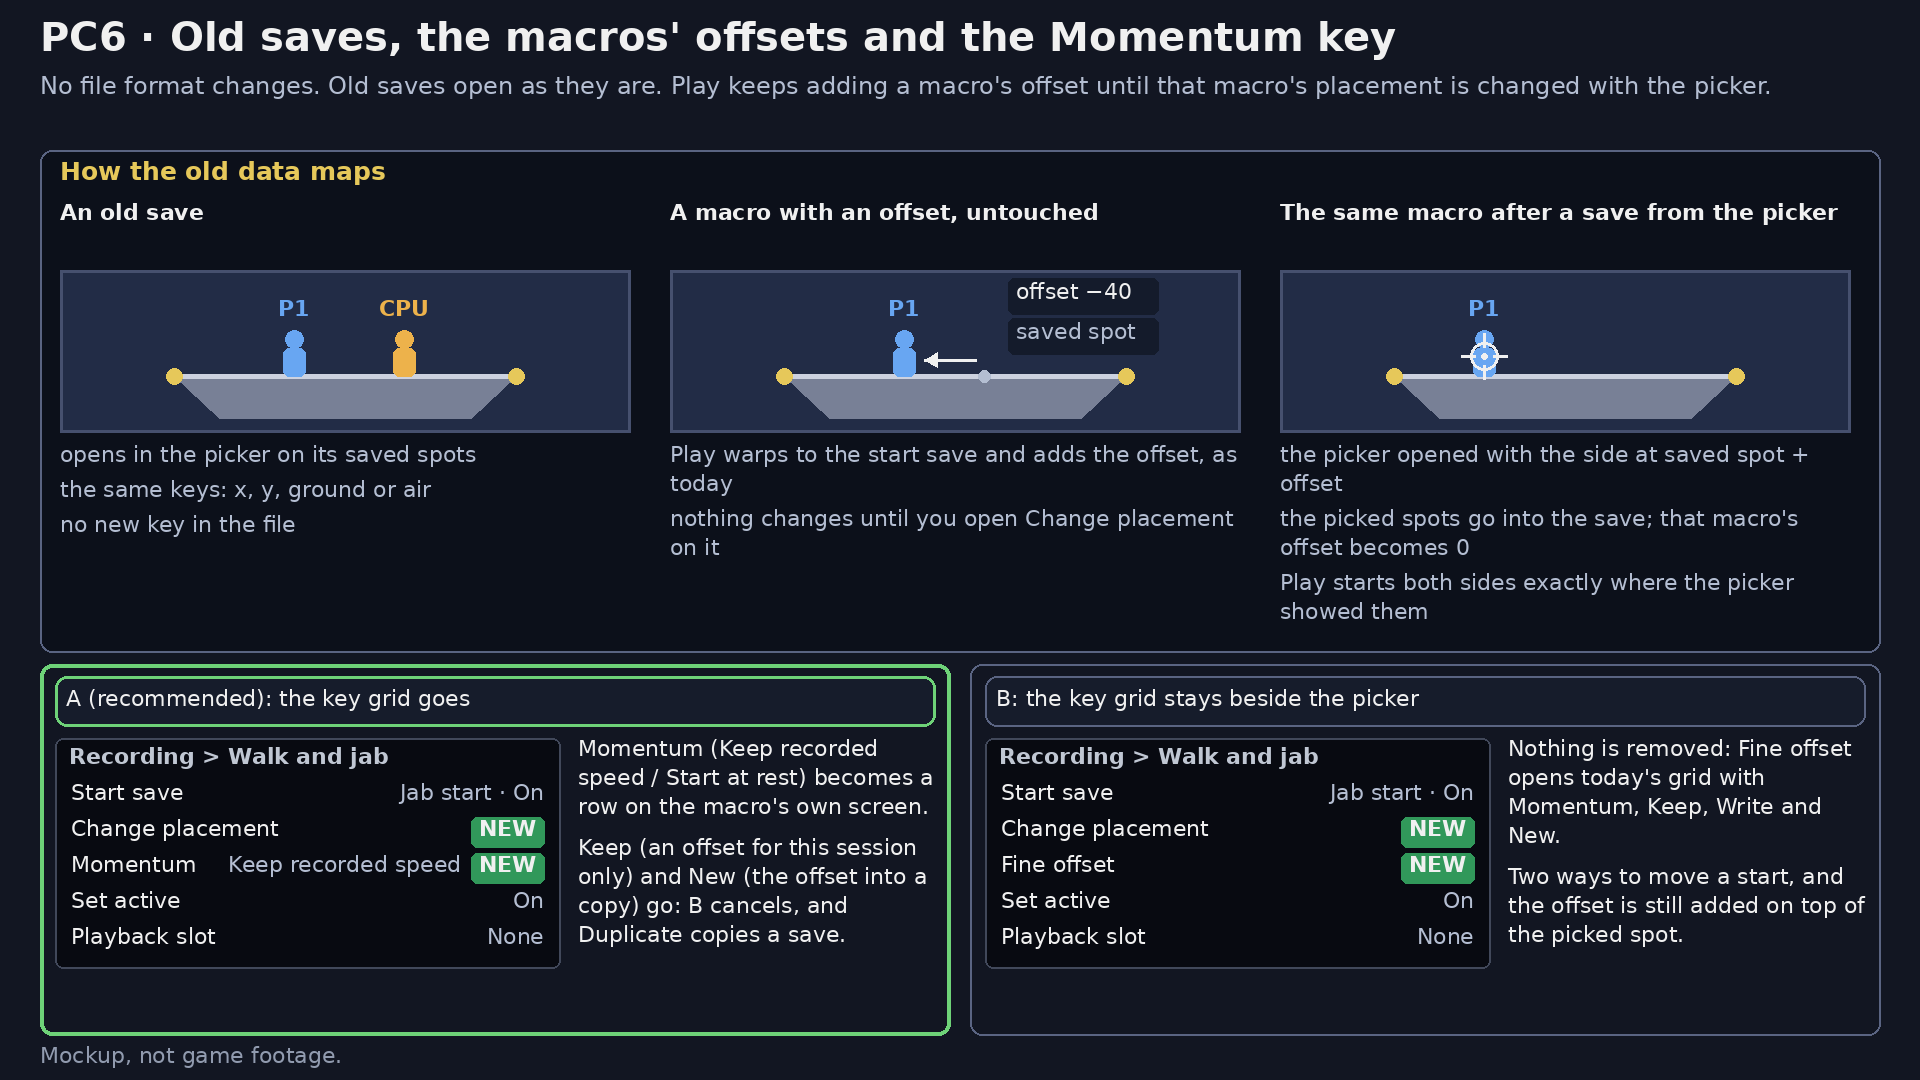 PC6 · Old saves, the macros' offsets and the Momentum key
No file format changes. Old saves open as they are. Play keeps adding a macro's offset until that macro's placement is changed with the picker.
How the old data maps
An old save
P1
CPU
opens in the picker on its saved spots
the same keys: x, y, ground or air
no new key in the file
A macro with an offset, untouched
P1
offset −40
saved spot
Play warps to the start save and adds the offset, as
today
nothing changes until you open Change placement
on it
The same macro after a save from the picker
P1
the picker opened with the side at saved spot +
offset
the picked spots go into the save; that macro's
offset becomes 0
Play starts both sides exactly where the picker
showed them
A (recommended): the key grid goes
Recording > Walk and jab
Start save Jab start · On
Change placement NEW
Momentum Keep recorded speed NEW
Set active On
Playback slot None
Momentum (Keep recorded
speed / Start at rest) becomes a
row on the macro's own screen.
Keep (an offset for this session
only) and New (the offset into a
copy) go: B cancels, and
Duplicate copies a save.
B: the key grid stays beside the picker
Recording > Walk and jab
Start save Jab start · On
Change placement NEW
Fine offset NEW
Set active On
Playback slot None
Nothing is removed: Fine offset
opens today's grid with
Momentum, Keep, Write and
New.
Two ways to move a start, and
the offset is still added on top of
the picked spot.
Mockup, not game footage.